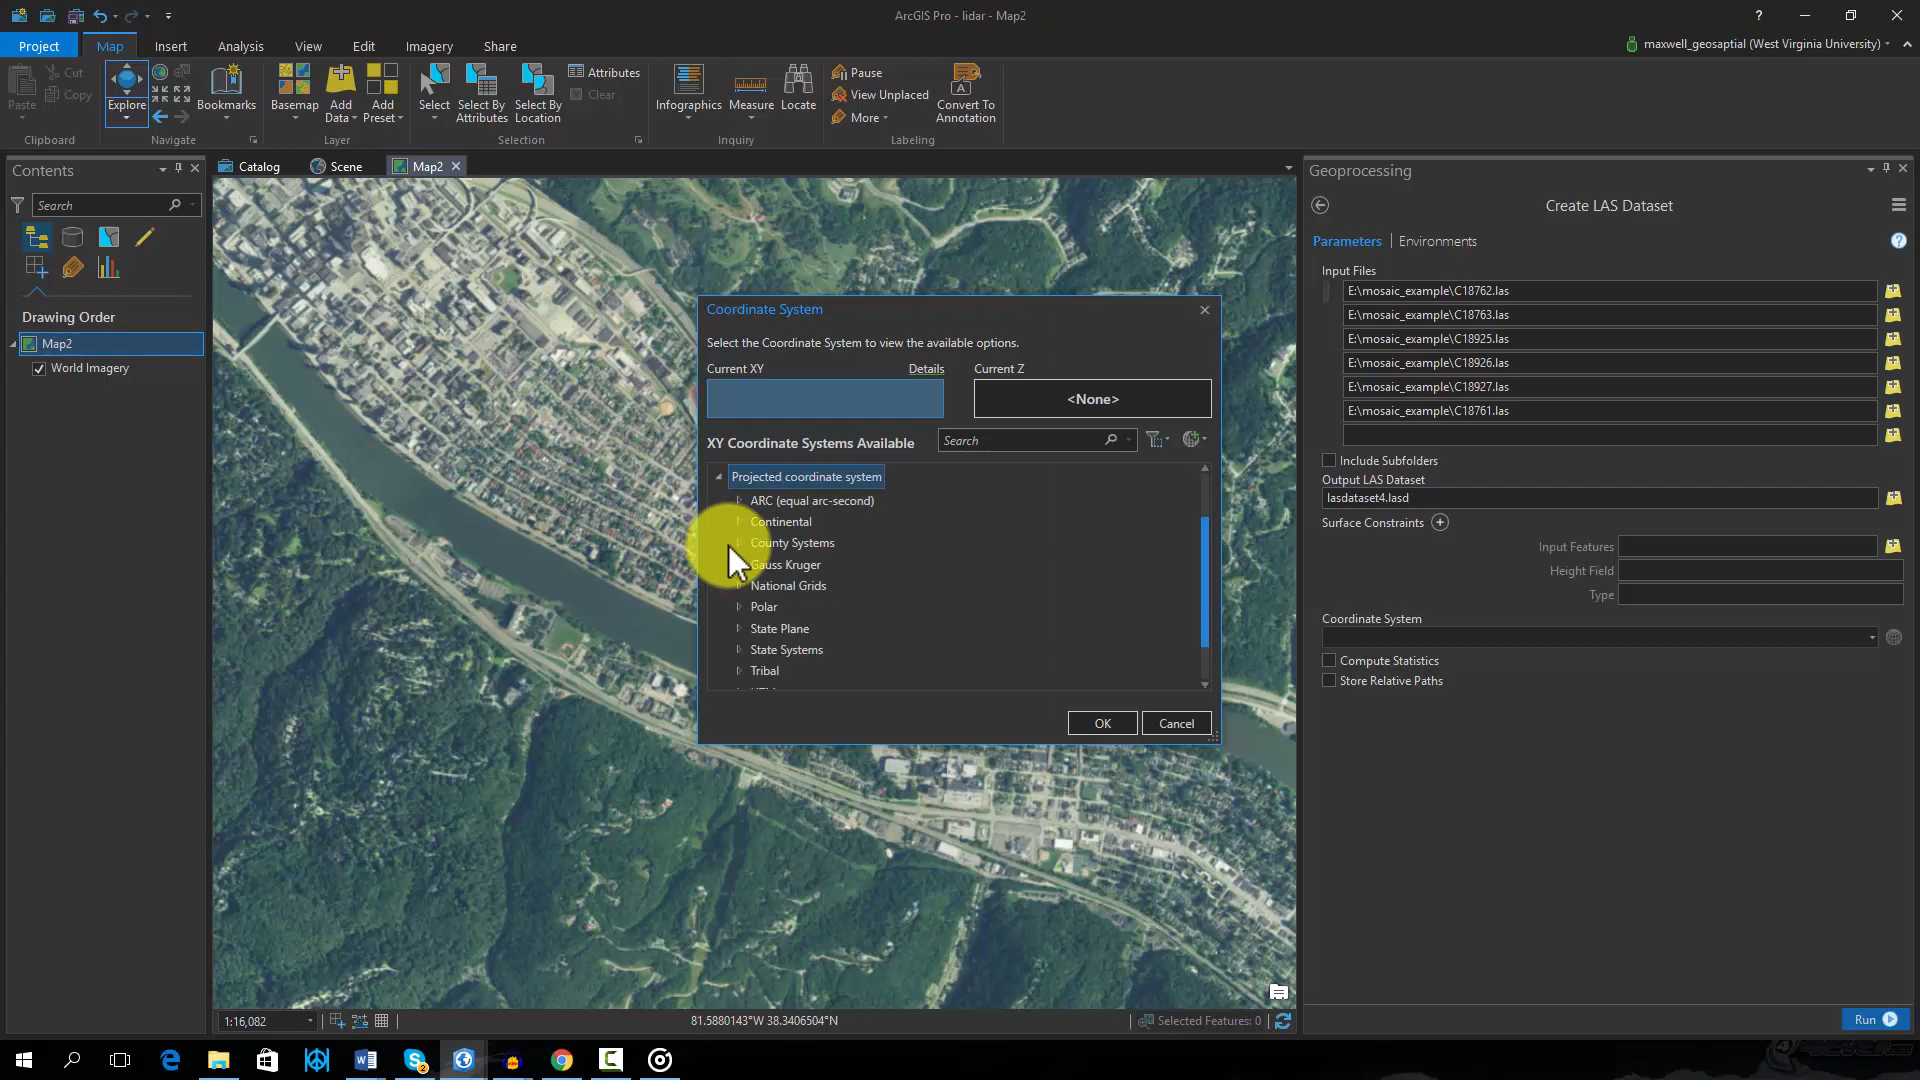 ArcGIS Pro - lidar - Map2
?
Project
Map
Insert
Analysis
View
Edit
Imagery
Share
maxwell_geosaptial (West Virginia University)
Paste
Cut
Copy
Clipboard
Explore
Navigate
Bookmarks
Basemap
Add Data
Add Preset
Layer
Select
Select By Attributes
Select By Location
Attributes
Clear
Selection
Infographics
Measure
Locate
Inquiry
Pause
View Unplaced
More
Convert To Annotation
Labeling
Contents
Search
Drawing Order
Map2
World Imagery
Catalog
Scene
Map2
Coordinate System
Select the Coordinate System to view the available options.
Current XY
Details
Current Z
<None>
XY Coordinate Systems Available
Search
Projected coordinate system
ARC (equal arc-second)
Continental
County Systems
Gauss Kruger
National Grids
Polar
State Plane
State Systems
Tribal
OK
Cancel
1:16,082
81.5880143°W 38.3406504°N
Selected Features: 0
Geoprocessing
Create LAS Dataset
Parameters | Environments
?
Input Files
E:\mosaic_example\C18762.las
E:\mosaic_example\C18763.las
E:\mosaic_example\C18925.las
E:\mosaic_example\C18926.las
E:\mosaic_example\C18927.las
E:\mosaic_example\C18761.las
Include Subfolders
Output LAS Dataset
lasdataset4.lasd
Surface Constraints
Input Features
Height Field
Type
Coordinate System
Compute Statistics
Store Relative Paths
Run